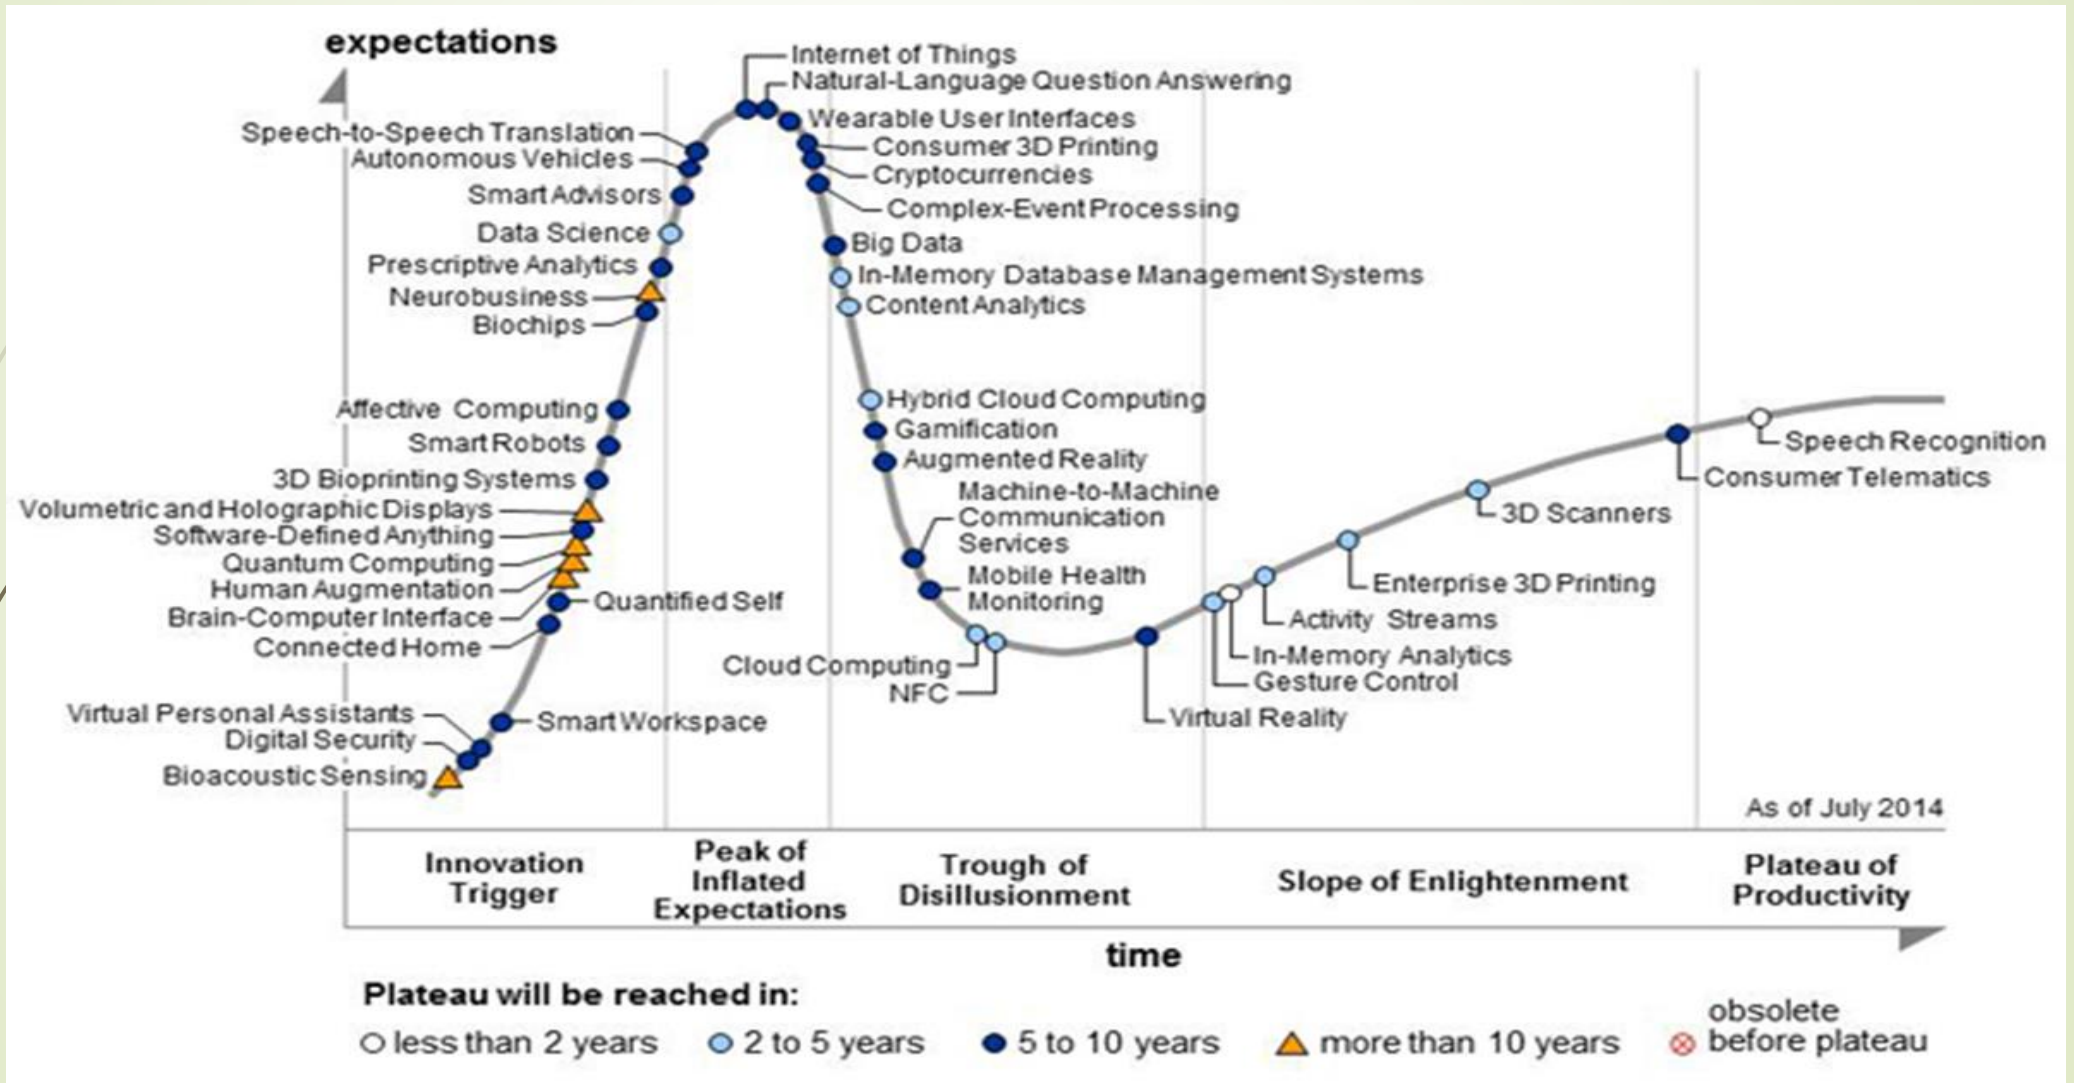 expectations
Internet of Things
Natural-Language Question Answering
Wearable User Interfaces
Speech-to-Speech Translation
Consumer 3D Printing
Autonomous Vehicles
Cryptocurrencies
Smart Advisors
Complex-Event Processing
Data Science
Big Data
Prescriptive Analytics
In-Memory Database Management Systems
Neurobusiness
Content Analytics
Biochips
Hybrid Cloud Computing
Affective Computing
Gamification
Smart Robots
Speech Recognition
Augmented Reality
3D Bioprinting Systems
Consumer Telematics
Machine-to-Machine
Communication
Services
Volumetric and Holographic Displays
3D Scanners
Software-Defined Anything
Quantum Computing
Mobile Health
Monitoring
Enterprise 3D Printing
Human Augmentation
Quantified Self
Brain-Computer Interface
Activity Streams
Connected Home
In-Memory Analytics
Cloud Computing
Gesture Control
NFC
Virtual Personal Assistants
Smart Workspace
Virtual Reality
Digital Security
Bioacoustic Sensing
As of July 2014
Innovation
Trigger
Peak of
Inflated
Expectations
Trough of
Disillusionment
Slope of Enlightenment
Plateau of
Productivity
time
Plateau will be reached in:
less than 2 years
2 to 5 years
5 to 10 years
more than 10 years
obsolete
before plateau